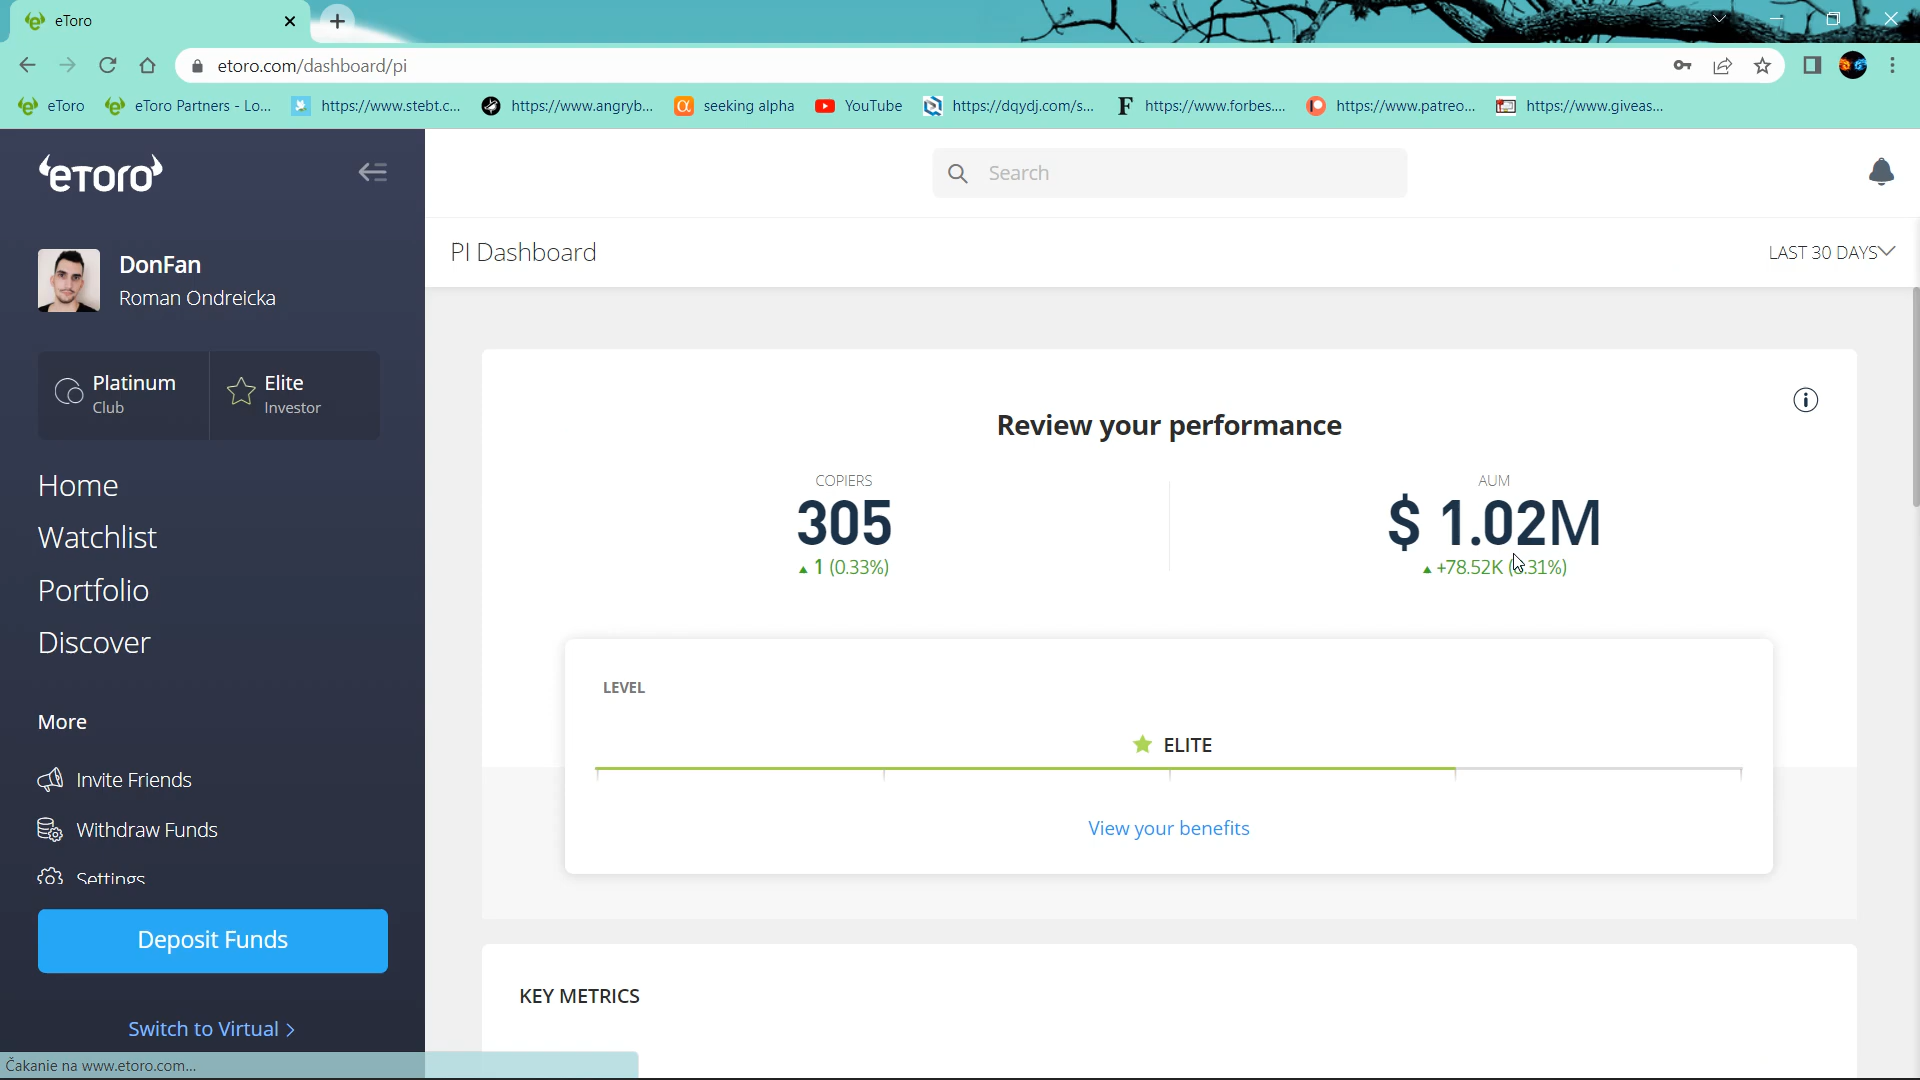 eToro
etoro.com/dashboard/pi
eToro
eToro Partners - Lo...
https://www.stebt.c...
https://www.angryb...
seeking alpha
YouTube
https://dqydj.com/s...
https://www.forbes....
https://www.patreo...
https://www.giveas...
eToro
Search
DonFan
Roman Ondreicka
Platinum
Club
Elite
Investor
Home
Watchlist
Portfolio
Discover
More
Invite Friends
Withdraw Funds
Settings
Deposit Funds
Switch to Virtual >
Čakanie na www.etoro.com...
PI Dashboard
LAST 30 DAYS
Review your performance
COPIERS
305
1 (0.33%)
AUM
$ 1.02M
+78.52K
LEVEL
ELITE
View your benefits
KEY METRICS